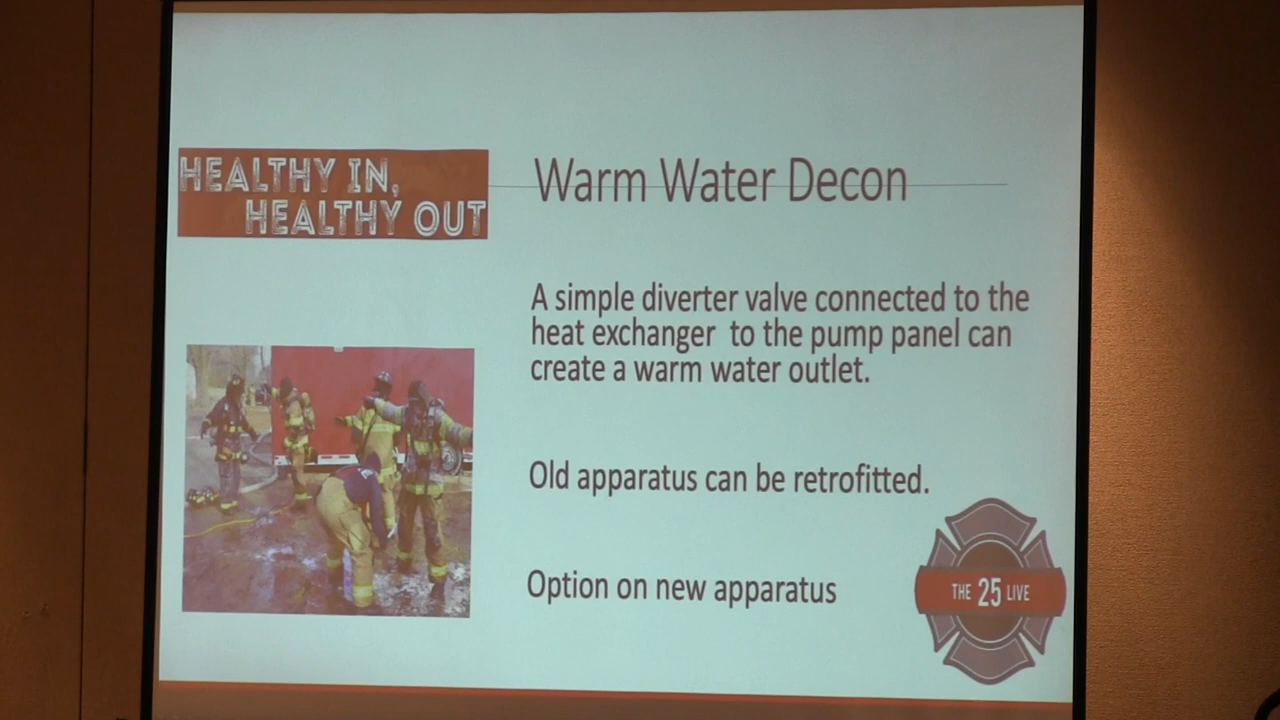 HEALTHY IN,
HEALTHY OUT
Warm Water Decon
A simple diverter valve connected to the
heat exchanger to the pump panel can
create a warm water outlet.
Old apparatus can be retrofitted.
Option on new apparatus
THE 25 LIVE